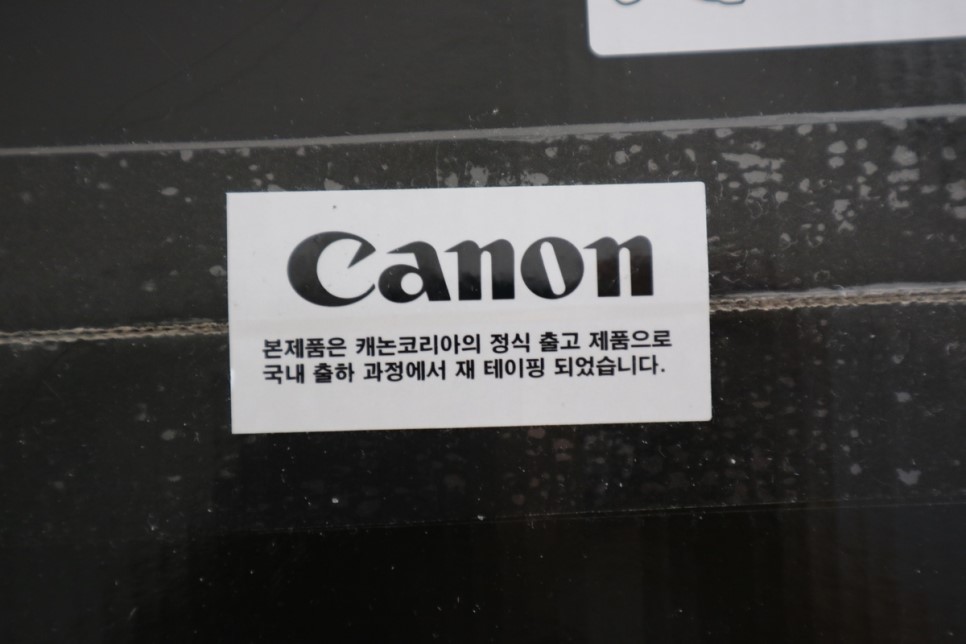 Canon
본제품은 캐논코리아의 정식 출고 제품으로
국내 출하 과정에서 재 테이핑 되었습니다.